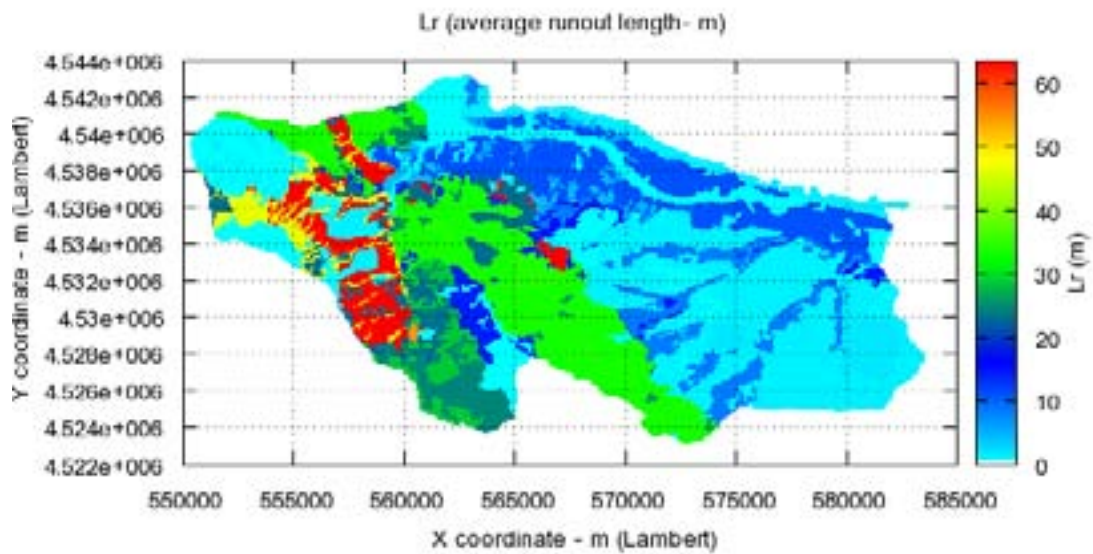 Lr (average runout length- m)
4.544e+006
4.542e+006
4.54e+006
4.538e+006
4.536e+006
4.534e+006
4.532e+006
4.53e+006
4.528e+006
4.526e+006
4.524e+006
4.522e+006
Y coordinate - m (Lambert)
550000 555000 560000 565000 570000 575000 580000 585000
X coordinate - m (Lambert)
60
50
40
30
20
10
0
Lr (m)